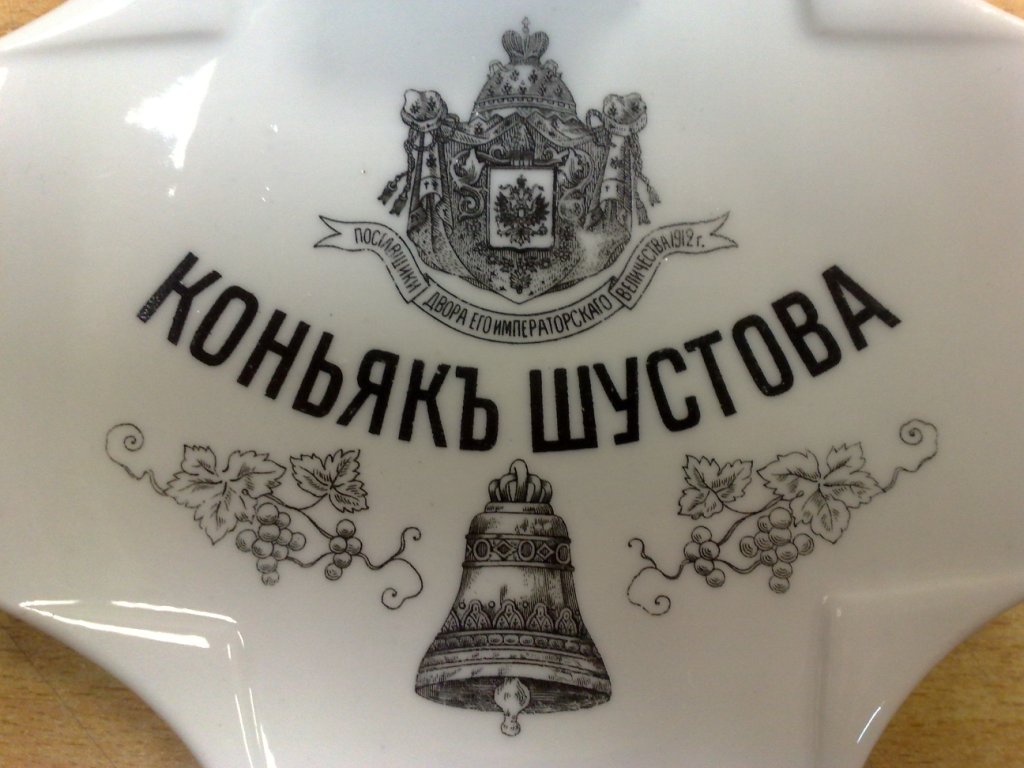 ПОСТАВЩИКИ ДВОРА ЕГО ИМПЕРАТОРСКАГО ВЕЛИЧЕСТВА 1912 г.
КОНЬЯКЪ ШУСТОВА